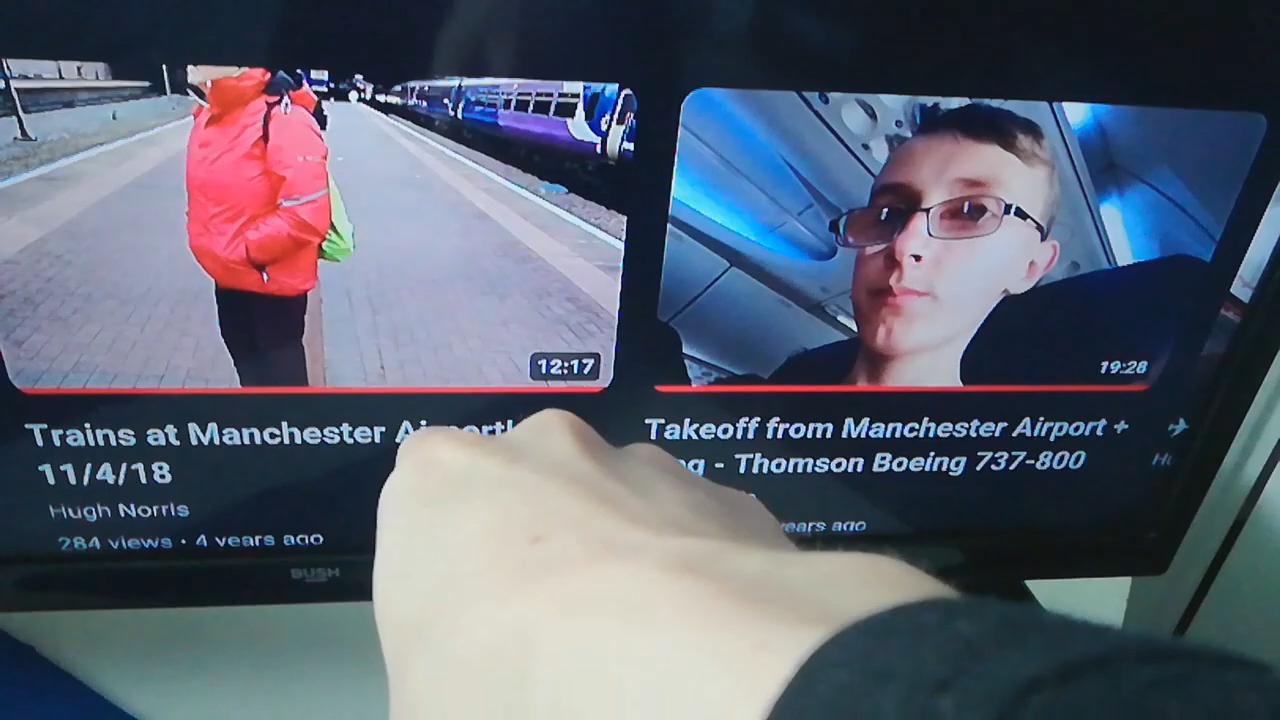 12:17
19:28
Trains at Manchester
11/4/18
Hugh Norris
284 views • 4 years ago
Takeoff from Manchester Airport +
- Thomson Boeing 737-800
years ago
BUSH